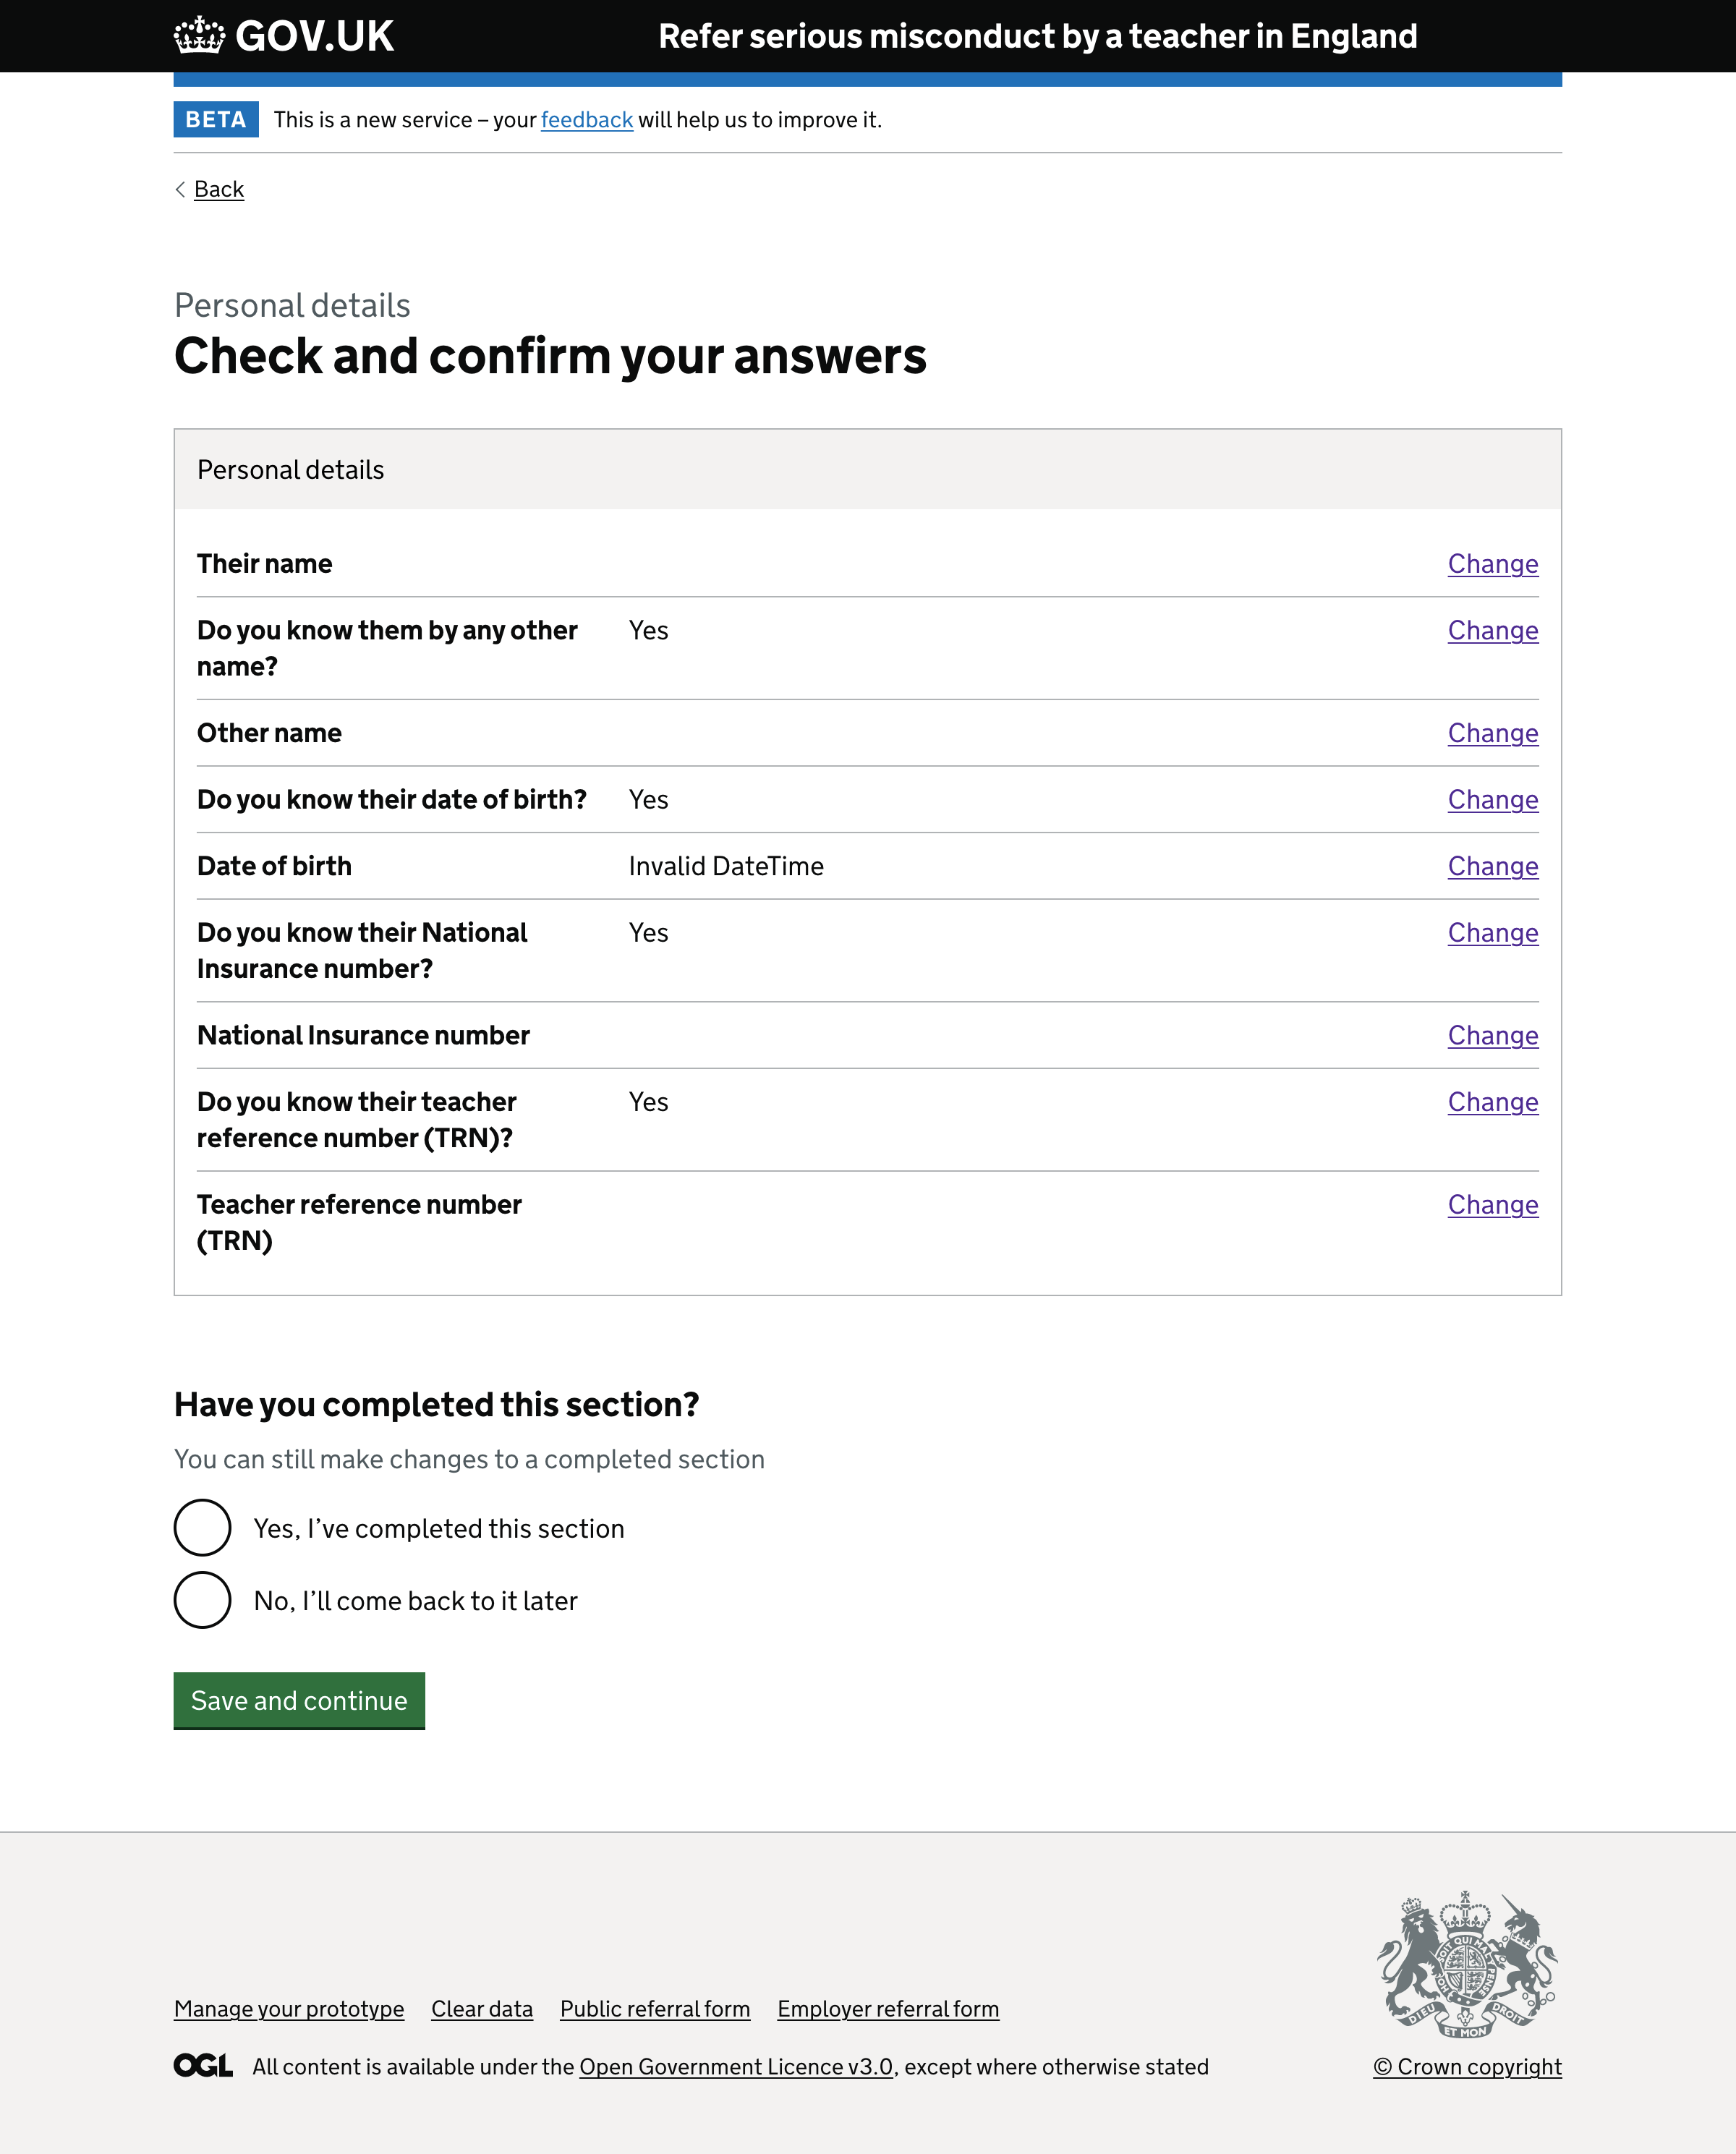 GOV.UK
Refer serious misconduct by a teacher in England
BETA
This is a new service – your feedback will help us to improve it.
Back
Personal details
Check and confirm your answers
Personal details
Their name
Change
Do you know them by any other
name?
Yes
Change
Other name
Change
Do you know their date of birth?
Yes
Change
Date of birth
Invalid DateTime
Change
Do you know their National
Insurance number?
Yes
Change
National Insurance number
Change
Do you know their teacher
reference number (TRN)?
Yes
Change
Teacher reference number
(TRN)
Change
Have you completed this section?
You can still make changes to a completed section
Yes, I’ve completed this section
No, I’ll come back to it later
Save and continue
Manage your prototype
Clear data
Public referral form
Employer referral form
DIEU
ET MON
DROIT
OGL
All content is available under the Open Government Licence v3.0, except where otherwise stated
© Crown copyright